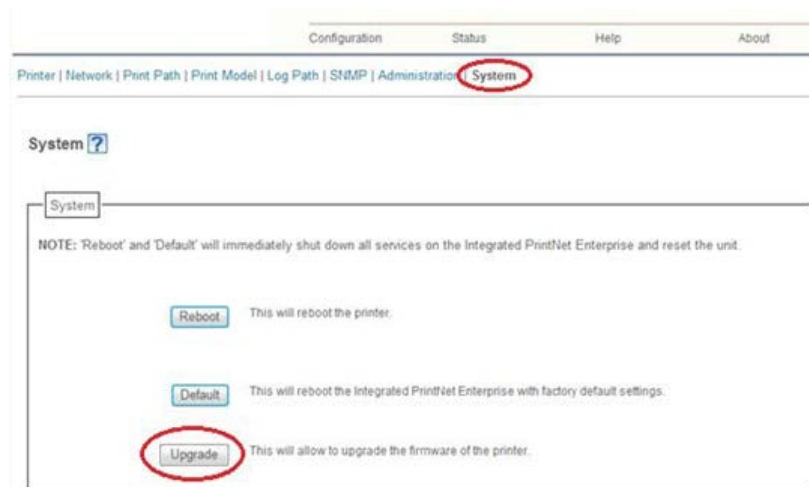 Configuration Status Help About
Printer | Network | Print Path | Print Model | Log Path | SNMP | Administration | System
System ?
System
NOTE: 'Reboot' and 'Default' will immediately shut down all services on the Integrated PrintNet Enterprise and reset the unit.
Reboot This will reboot the printer.
Default This will reboot the Integrated PrintNet Enterprise with factory default settings.
Upgrade This will allow to upgrade the firmware of the printer.